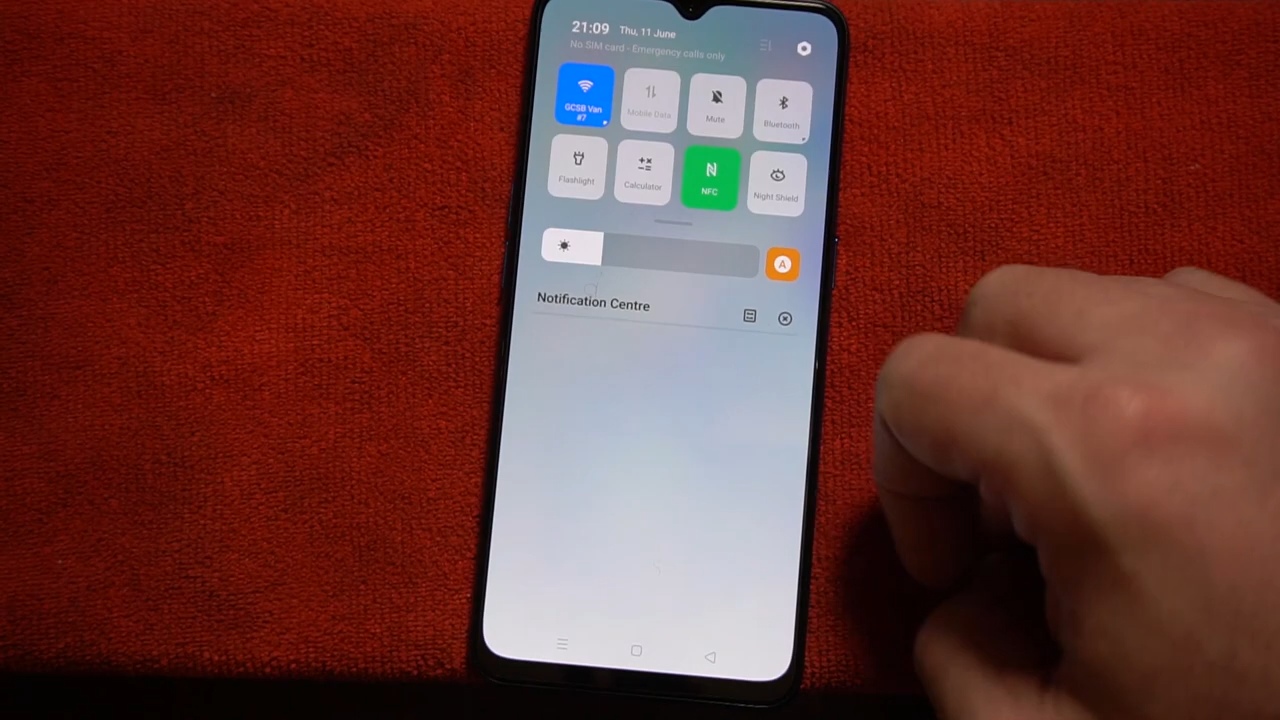 21:09 Thu, 11 June
No SIM card - Emergency calls only
GCSB Van
#7
Mobile Data
Mute
Bluetooth
Flashlight
Calculator
NFC
Night Shield
A
Notification Centre